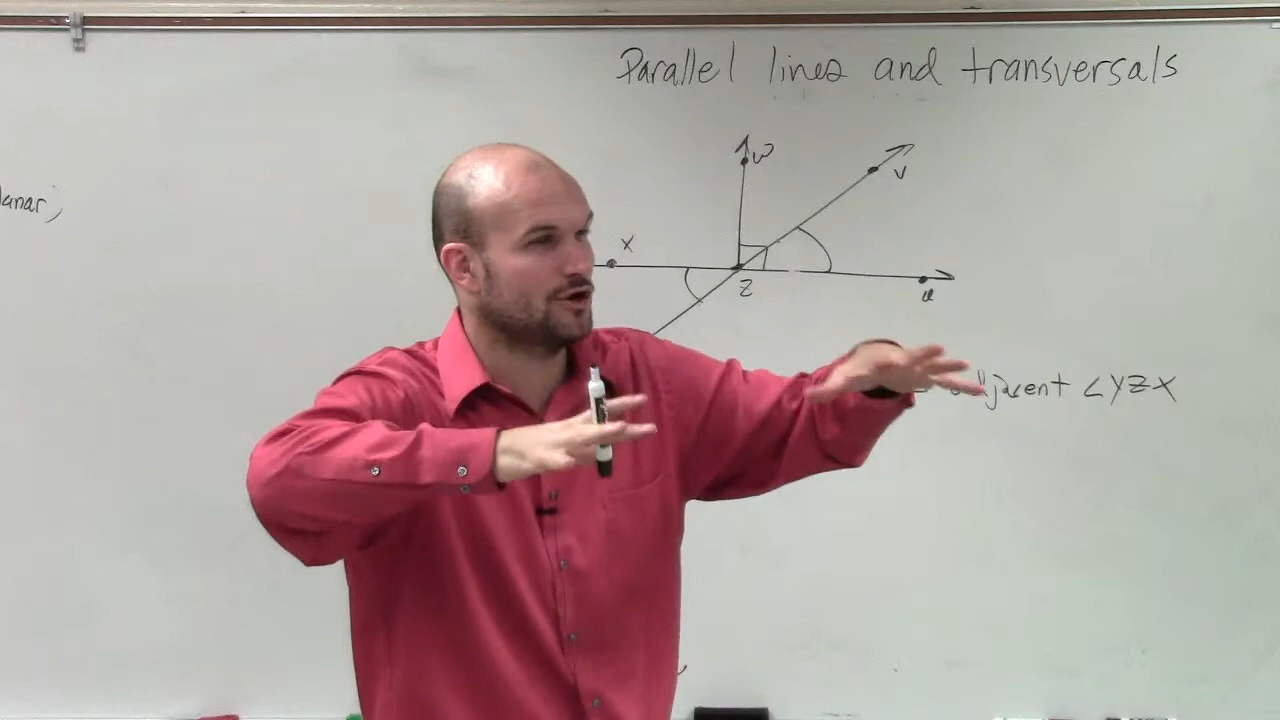 Parallel lines and transversals
W
V
X
Z
u
adjacent ∠YZX